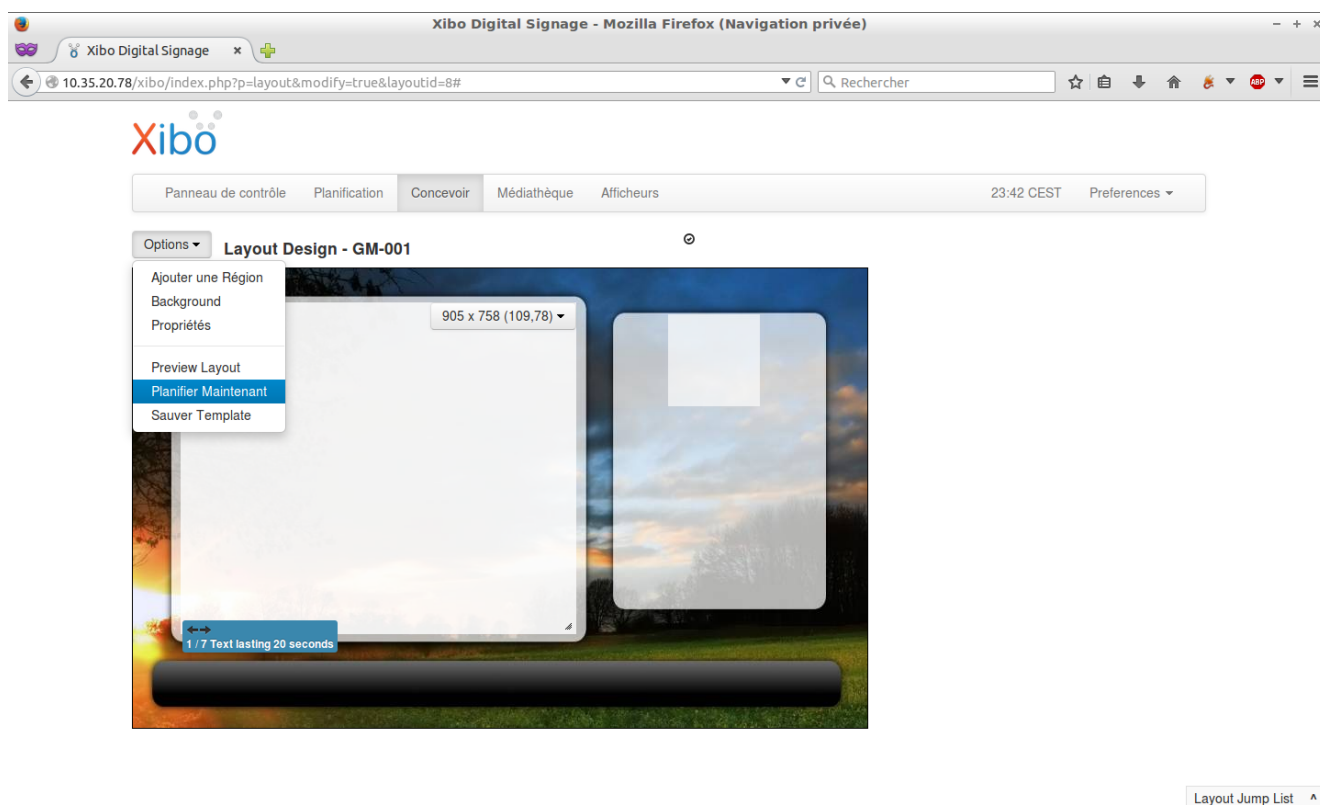 Xibo Digital Signage - Mozilla Firefox (Navigation privée)
Xibo Digital Signage
10.35.20.78/xibo/index.php?p=layout&modify=true&layoutid=8#
Rechercher
ABP
Xibo
Panneau de contrôle Planification Concevoir Médiathèque Afficheurs 23:42 CEST Preferences
Options
Layout Design - GM-001
Ajouter une Région
Background
Propriétés
Preview Layout
Planifier Maintenant
Sauver Template
905 x 758 (109,78)
1 / 7 Text lasting 20 seconds
Layout Jump List